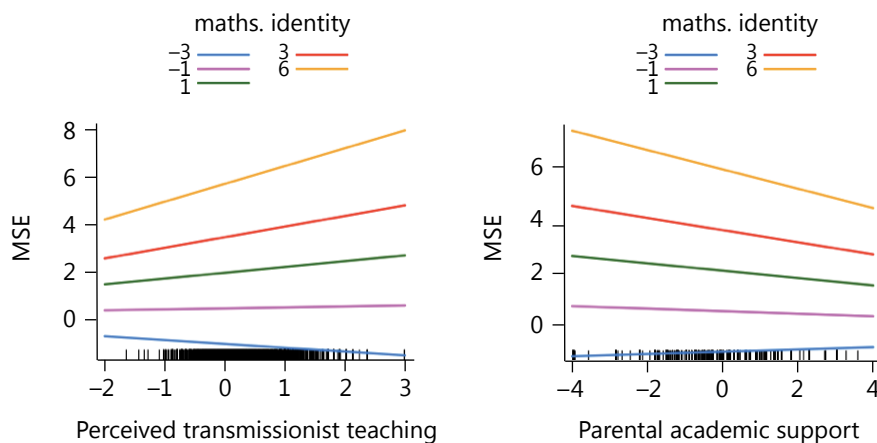 maths. identity
−3 3
−1 6
1
MSE
8
6
4
2
0
−2 −1 0 1 2 3
Perceived transmissionist teaching
maths. identity
−3 3
−1 6
1
MSE
6
4
2
0
−4 −2 0 2 4
Parental academic support